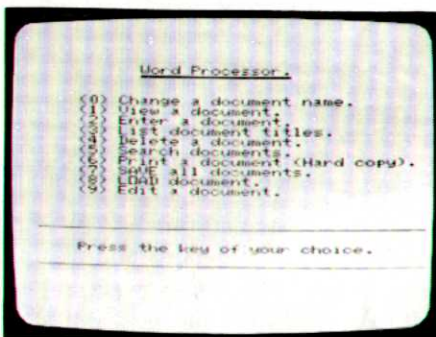 Word Processor.
(0) Change a document name.
(1) View a document.
(2) Enter a document.
(3) List document titles.
(4) Delete a document.
(5) Search documents.
(6) Print a document (Hard copy).
(7) SAVE all documents.
(8) LOAD document.
(9) Edit a document.
Press the key of your choice.